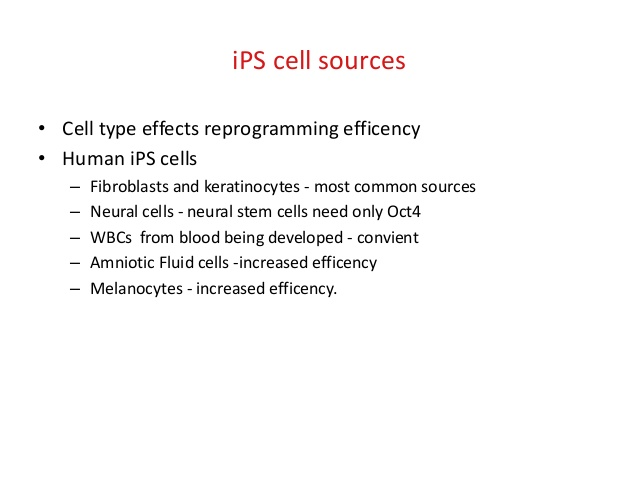 iPS cell sources
• Cell type effects reprogramming efficency
• Human iPS cells
– Fibroblasts and keratinocytes - most common sources
– Neural cells - neural stem cells need only Oct4
– WBCs from blood being developed - convient
– Amniotic Fluid cells -increased efficency
– Melanocytes - increased efficency.